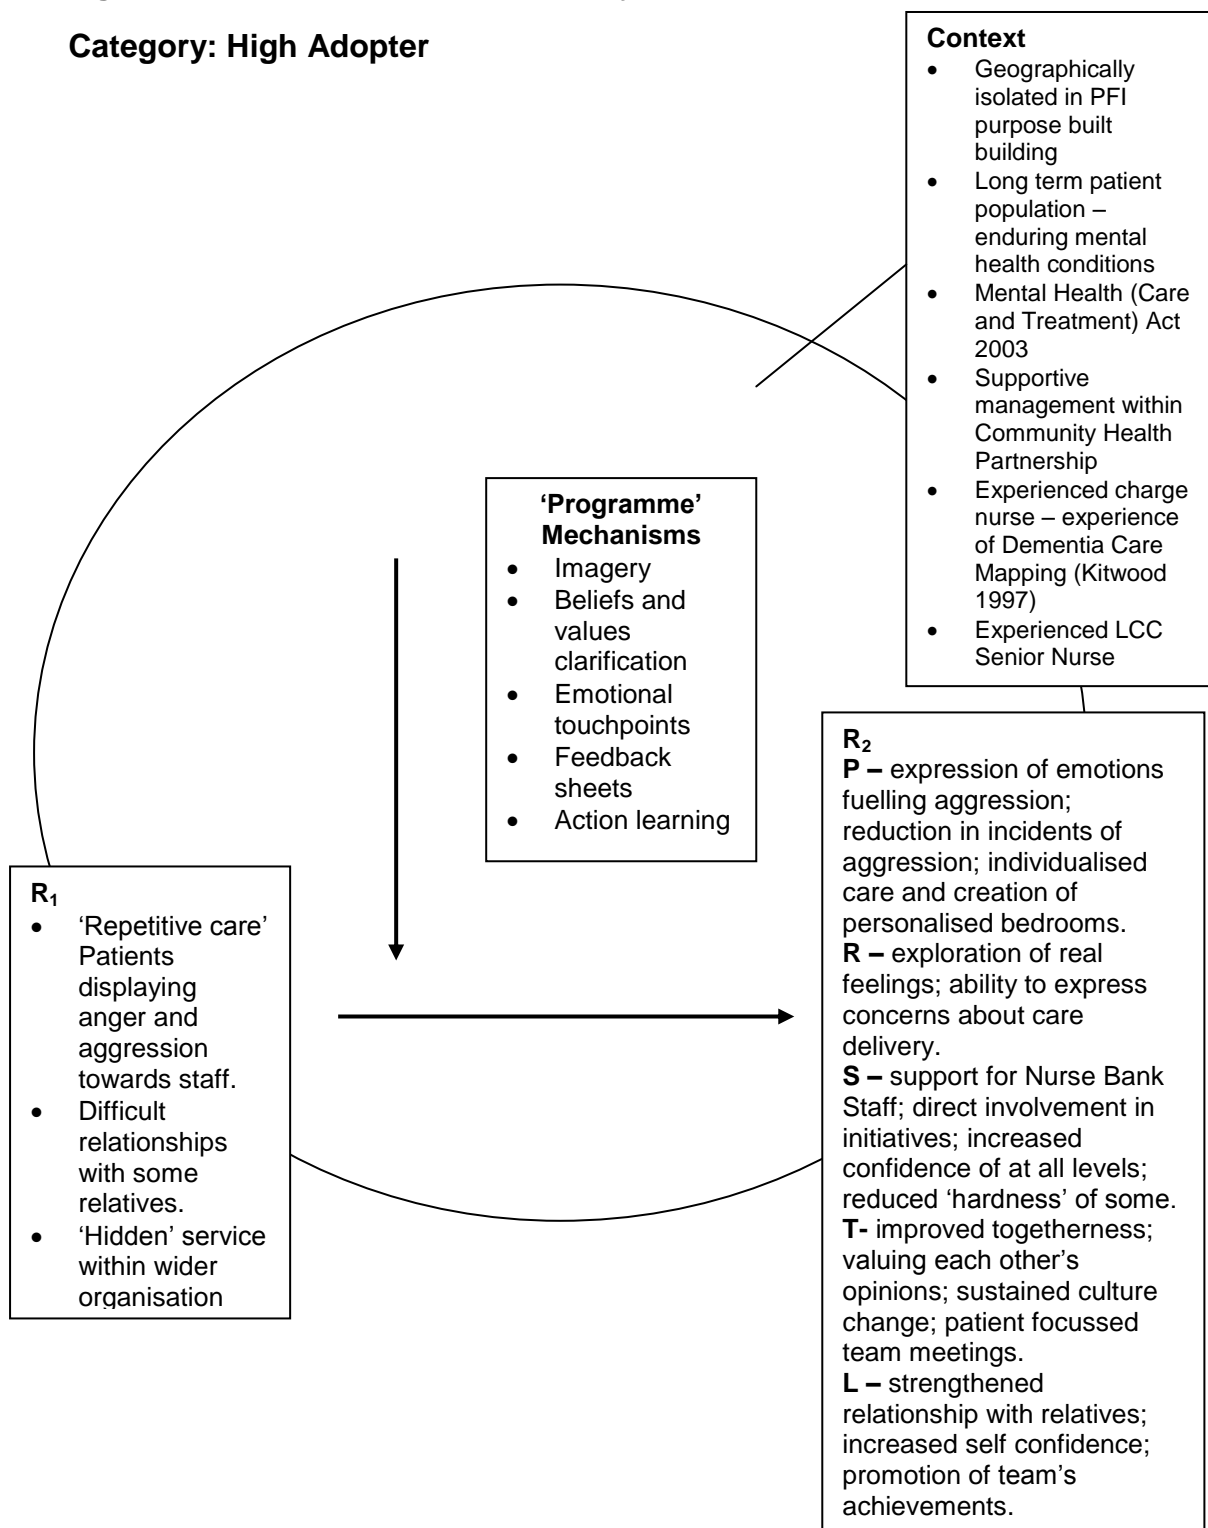 Category: High Adopter
Context
• Geographically
isolated in PFI
purpose built
building
• Long term patient
population –
enduring mental
health conditions
• Mental Health (Care
and Treatment) Act
2003
• Supportive
management within
Community Health
Partnership
• Experienced charge
nurse – experience
of Dementia Care
Mapping (Kitwood
1997)
• Experienced LCC
Senior Nurse
‘Programme’
Mechanisms
• Imagery
• Beliefs and
values
clarification
• Emotional
touchpoints
• Feedback
sheets
• Action learning
R1
• ‘Repetitive care’
Patients
displaying
anger and
aggression
towards staff.
• Difficult
relationships
with some
relatives.
• ‘Hidden’ service
within wider
organisation
R2
P – expression of emotions
fuelling aggression;
reduction in incidents of
aggression; individualised
care and creation of
personalised bedrooms.
R – exploration of real
feelings; ability to express
concerns about care
delivery.
S – support for Nurse Bank
Staff; direct involvement in
initiatives; increased
confidence of at all levels;
reduced ‘hardness’ of some.
T- improved togetherness;
valuing each other’s
opinions; sustained culture
change; patient focussed
team meetings.
L – strengthened
relationship with relatives;
increased self confidence;
promotion of team’s
achievements.